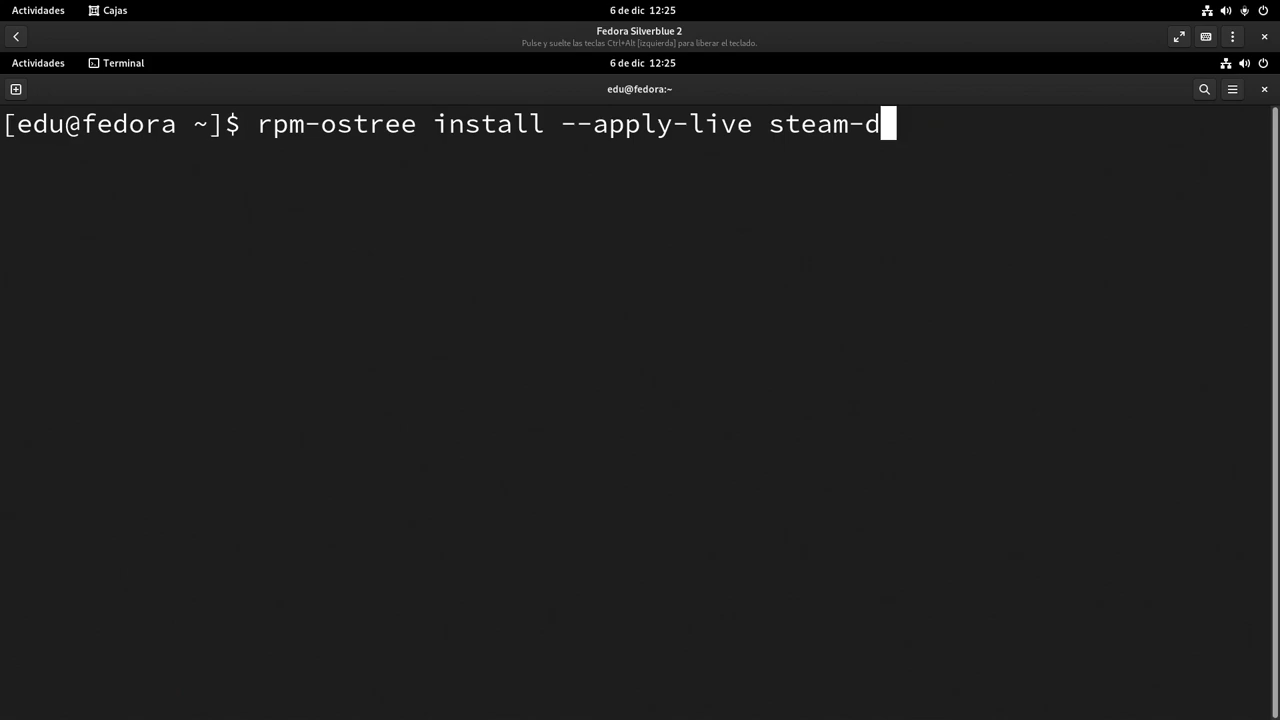 Actividades Cajas 6 de dic 12:25
Fedora Silverblue 2
Pulse y suelte las teclas Ctrl+Alt [izquierda] para liberar el teclado.
Actividades Terminal 6 de dic 12:25
edu@fedora:~
[edu@fedora ~]$ rpm-ostree install --apply-live steam-d